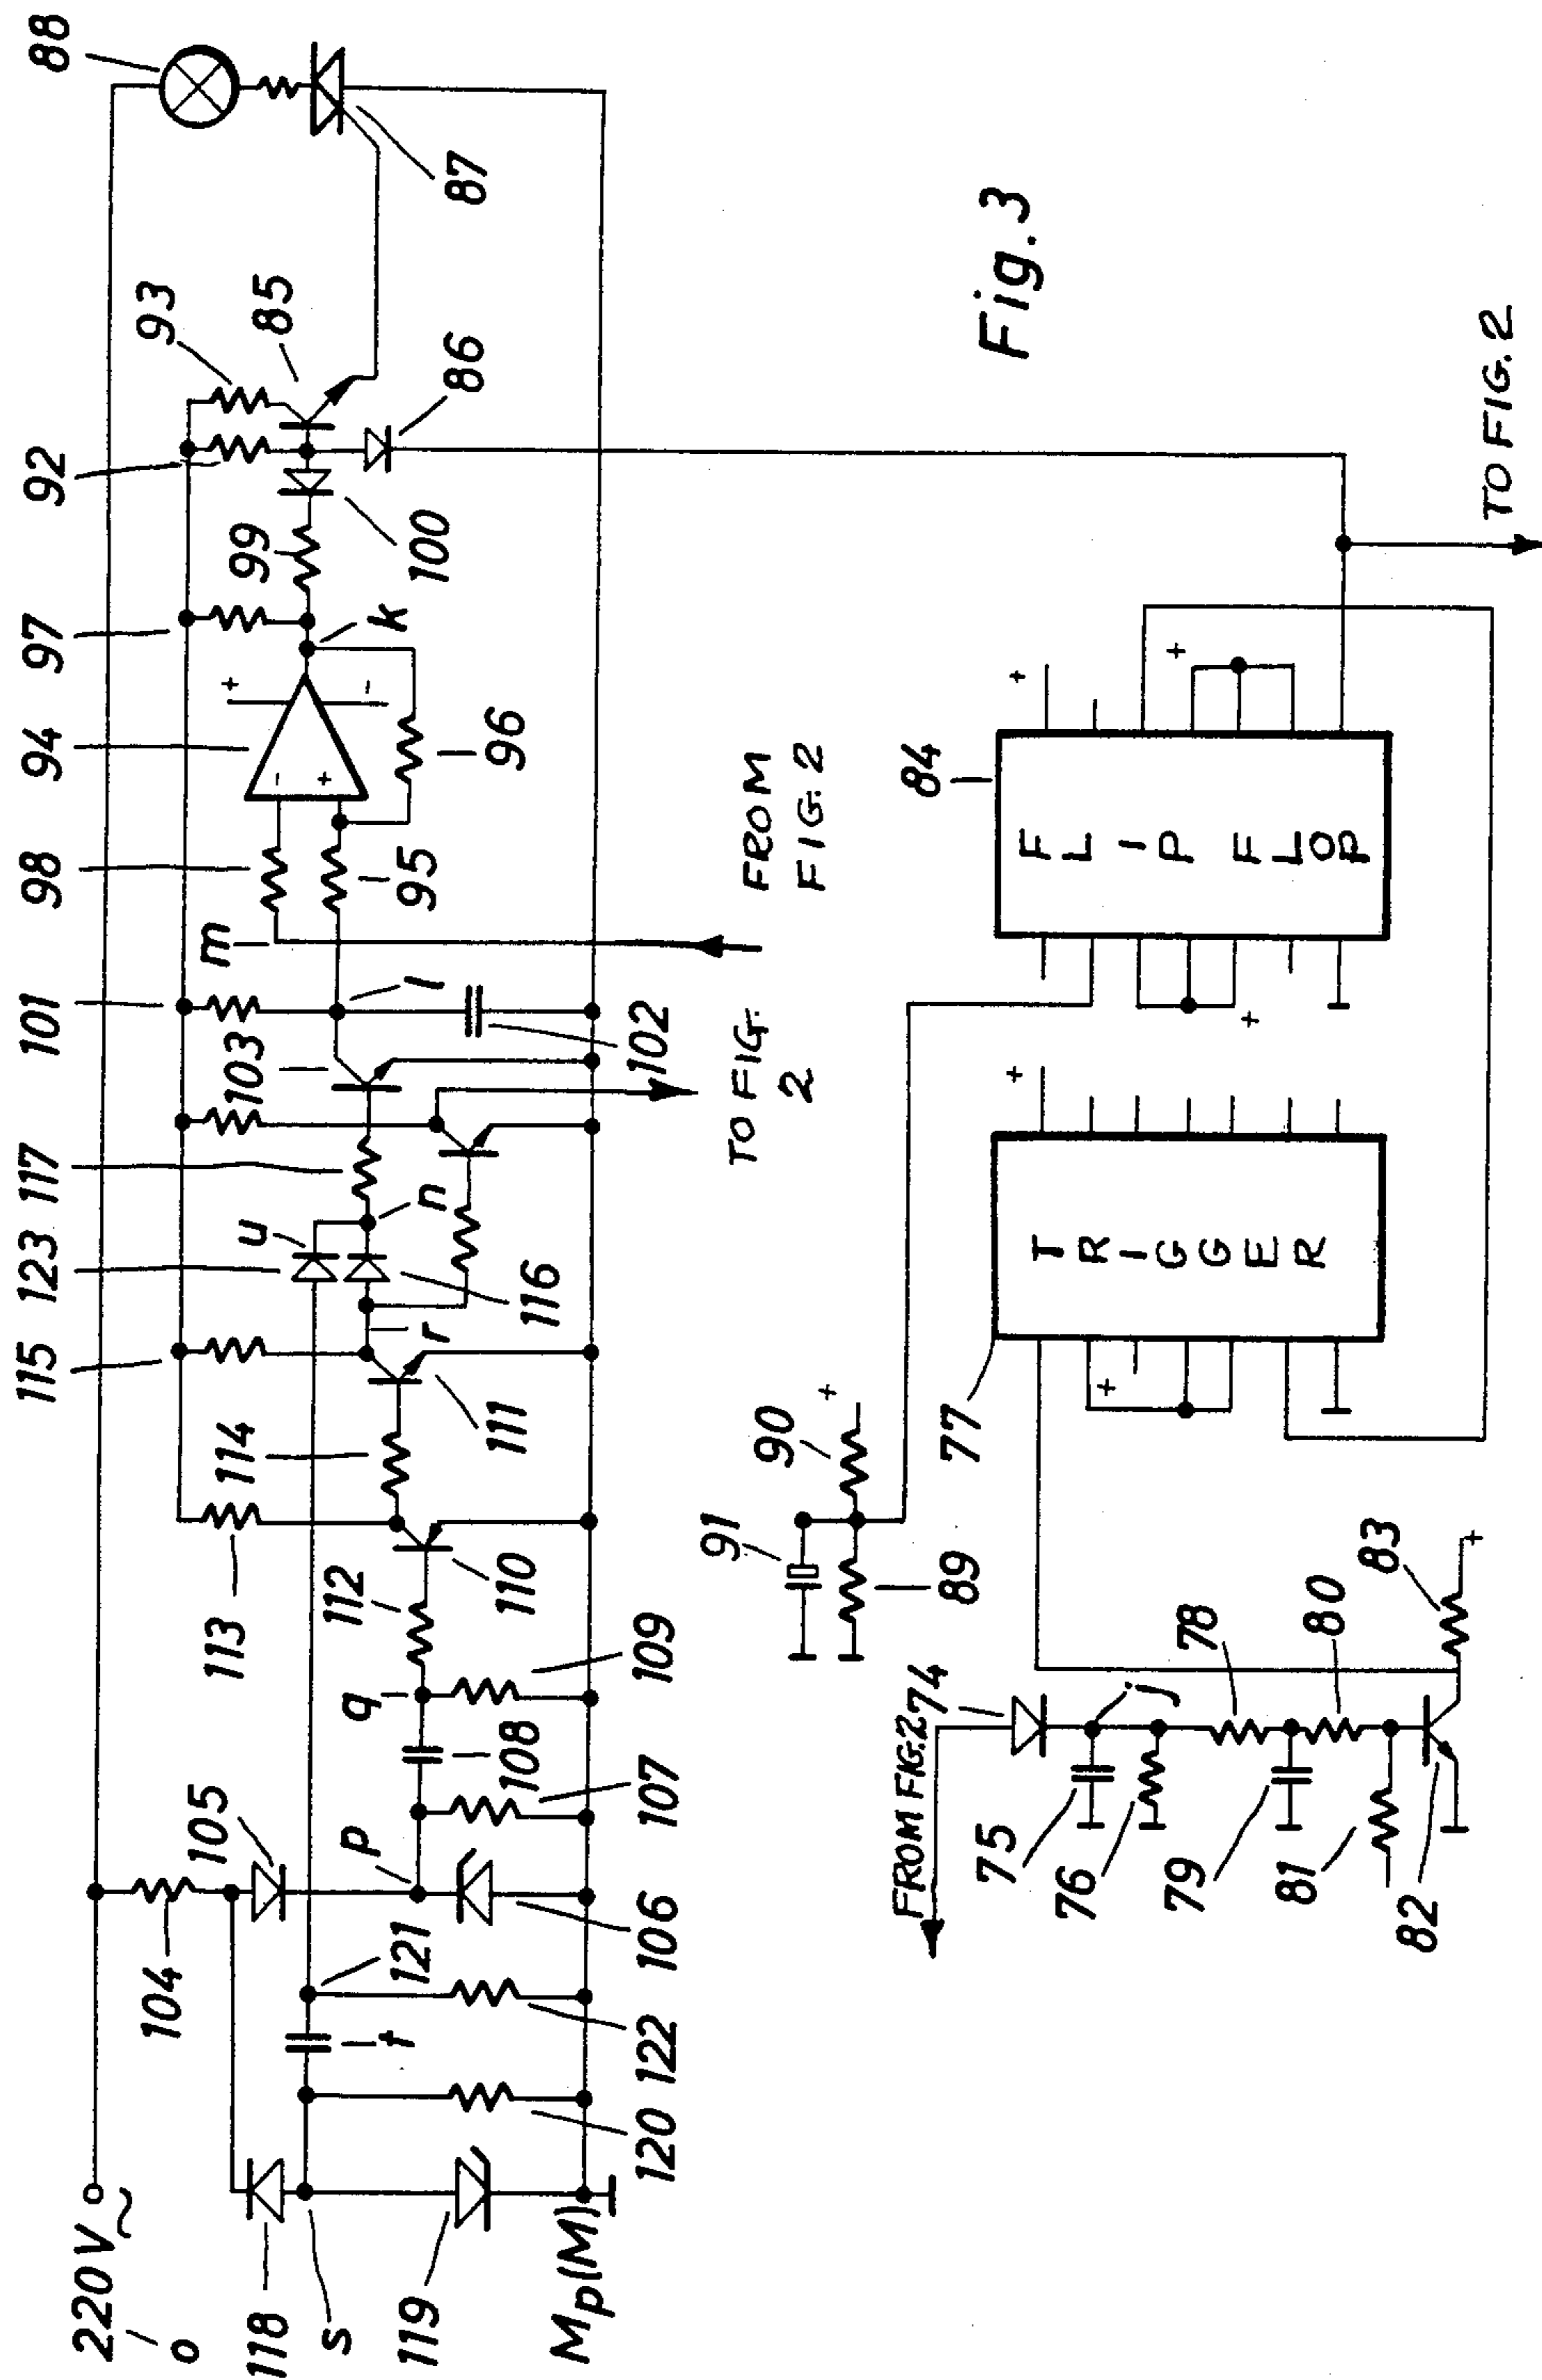 220V~
o
118
s
119
Mp(M)
104
105
121
t
120
122
106
p
107
108
q
109
112
110
113
114
111
115
r
123
u
116
n
117
103
101
l
102
TO FIG.
2
m
98
95
94
-
+
+
-
96
k
97
99
100
92
93
85
86
87
88
FROM
FIG. 2
Fig. 3
FROM FIG. 2
74
j
75
76
78
79
80
81
82
83
+
91
90
+
89
77
TRIGGER
+
+
84
FLIP FLOP
+
+
+
TO FIG. 2